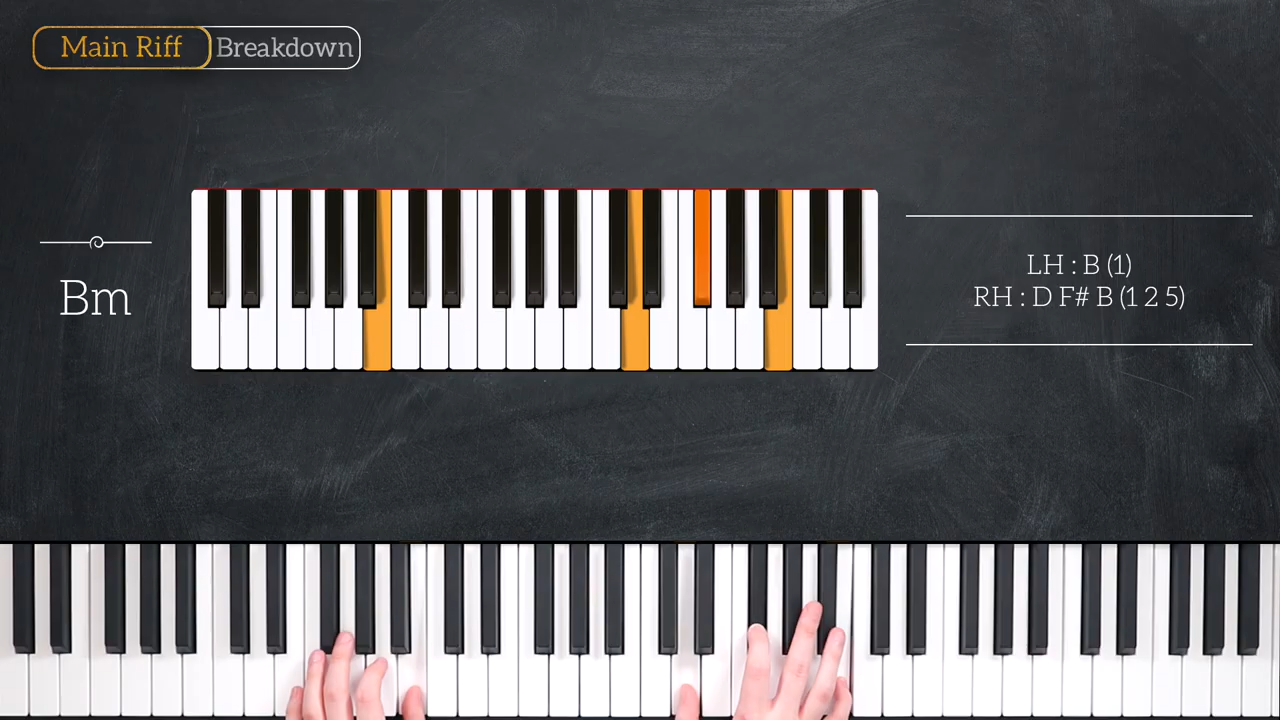 Main Riff
Breakdown
Bm
LH : B (1)
RH : D F# B (1 2 5)